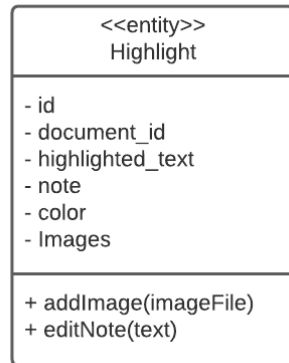 <<entity>>
Highlight
- id
- document_id
- highlighted_text
- note
- color
- Images
+ addImage(imageFile)
+ editNote(text)